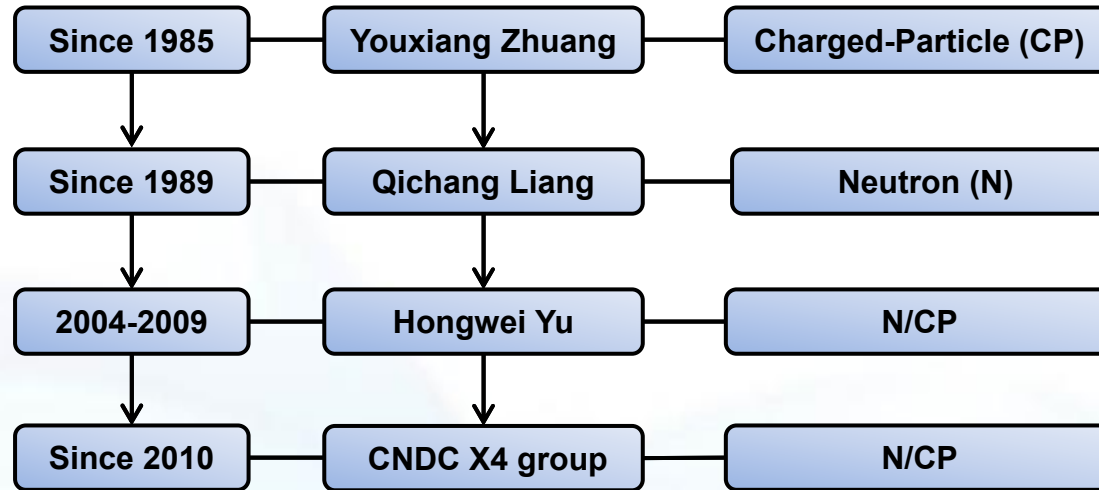 Since 1985
Youxiang Zhuang
Charged-Particle (CP)
Since 1989
Qichang Liang
Neutron (N)
2004-2009
Hongwei Yu
N/CP
Since 2010
CNDC X4 group
N/CP